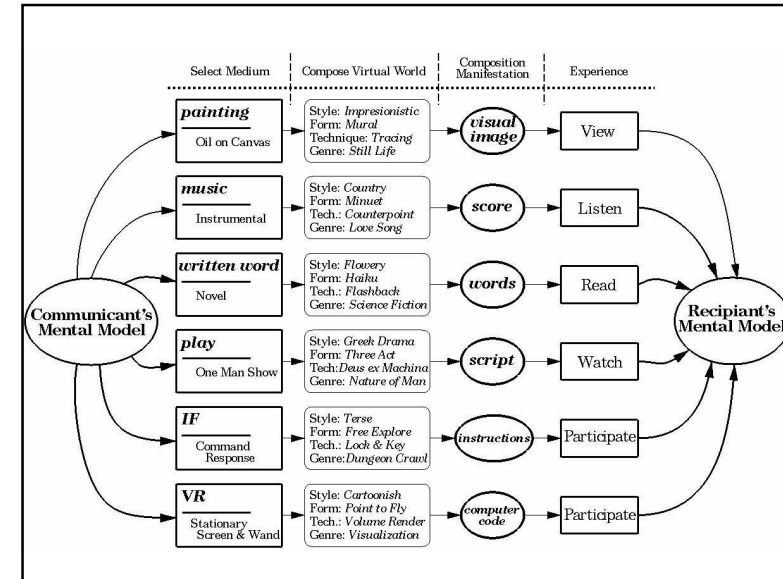 Select Medium
Compose Virtual World
Composition
Manifestation
Experience
Communicant's
Mental Model
painting
Oil on Canvas
Style: Impresionistic
Form: Mural
Technique: Tracing
Genre: Still Life
visual
image
View
music
Instrumental
Style: Country
Form: Minuet
Tech.: Counterpoint
Genre: Love Song
score
Listen
written word
Novel
Style: Flowery
Form: Haiku
Tech.: Flashback
Genre: Science Fiction
words
Read
play
One Man Show
Style: Greek Drama
Form: Three Act
Tech:Deus ex Machina
Genre: Nature of Man
script
Watch
IF
Command
Response
Style: Terse
Form: Free Explore
Tech.: Lock & Key
Genre:Dungeon Crawl
instructions
Participate
VR
Stationary
Screen & Wand
Style: Cartoonish
Form: Point to Fly
Tech.: Volume Render
Genre: Visualization
computer
code
Participate
Recipiant's
Mental Model